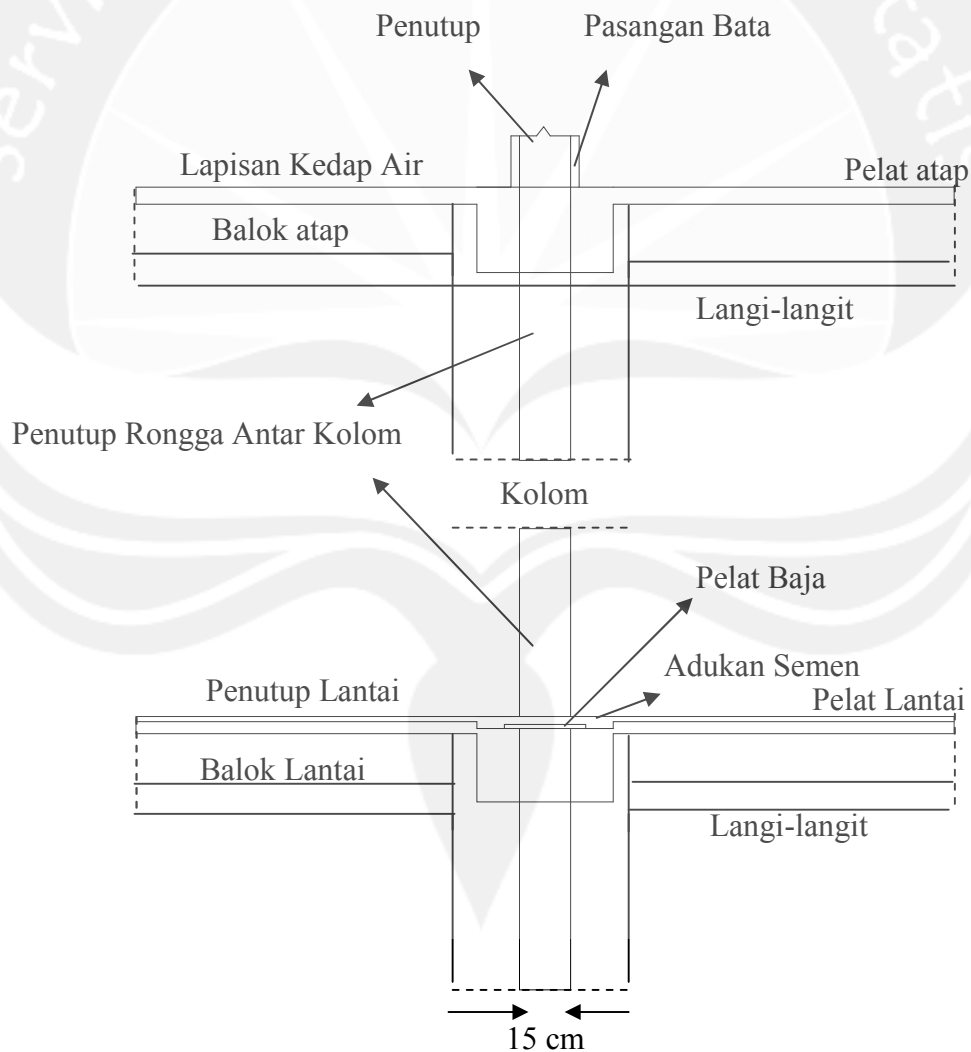 Penutup
Pasangan Bata
Lapisan Kedap Air
Pelat atap
Balok atap
Langi-langit
Penutup Rongga Antar Kolom
Kolom
Pelat Baja
Adukan Semen
Penutup Lantai
Pelat Lantai
Balok Lantai
Langi-langit
15 cm